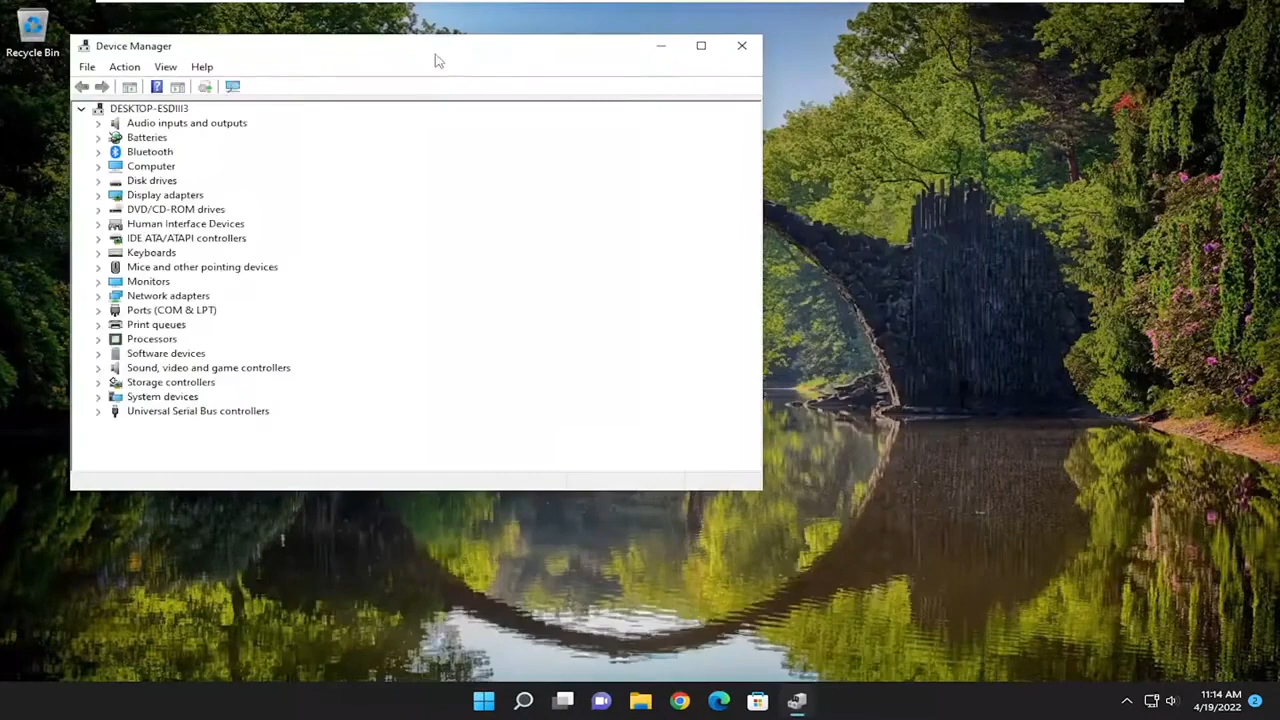 Recycle Bin
Device Manager
File Action View Help
DESKTOP-ESDIII3
Audio inputs and outputs
Batteries
Bluetooth
Computer
Disk drives
Display adapters
DVD/CD-ROM drives
Human Interface Devices
IDE ATA/ATAPI controllers
Keyboards
Mice and other pointing devices
Monitors
Network adapters
Ports (COM & LPT)
Print queues
Processors
Software devices
Sound, video and game controllers
Storage controllers
System devices
Universal Serial Bus controllers
11:14 AM
4/19/2022
2